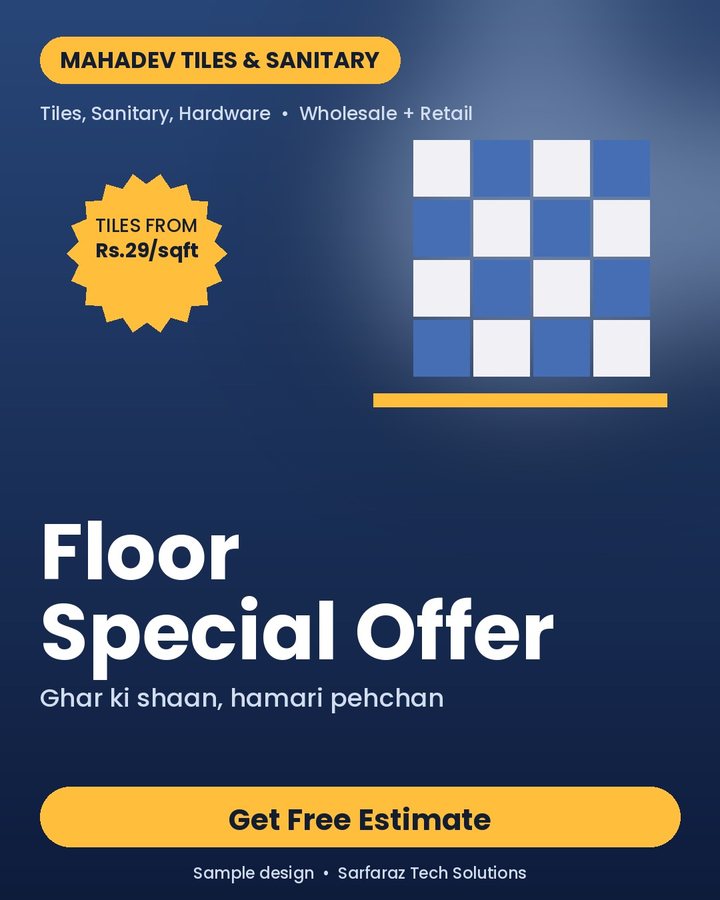 MAHADEV TILES & SANITARY
Tiles, Sanitary, Hardware • Wholesale + Retail
TILES FROM
Rs.29/sqft
Floor
Special Offer
Ghar ki shaan, hamari pehchan
Get Free Estimate
Sample design • Sarfaraz Tech Solutions